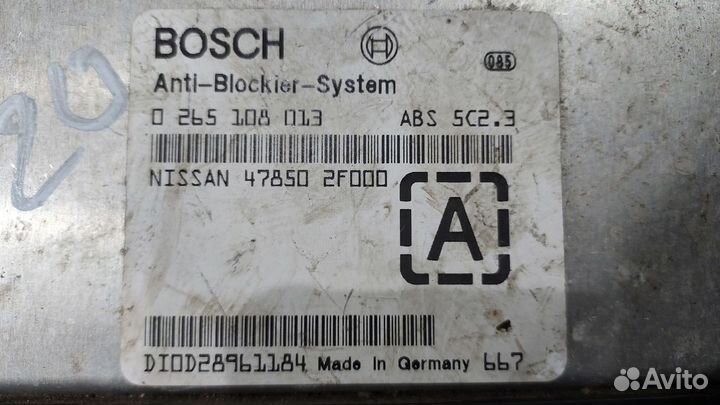 BOSCH
085
Anti-Blockier-System
0 265 108 013 ABS 5C2.3
NISSAN 47850 2F000
A
DIOD28961184 Made in Germany 667
20
Avito